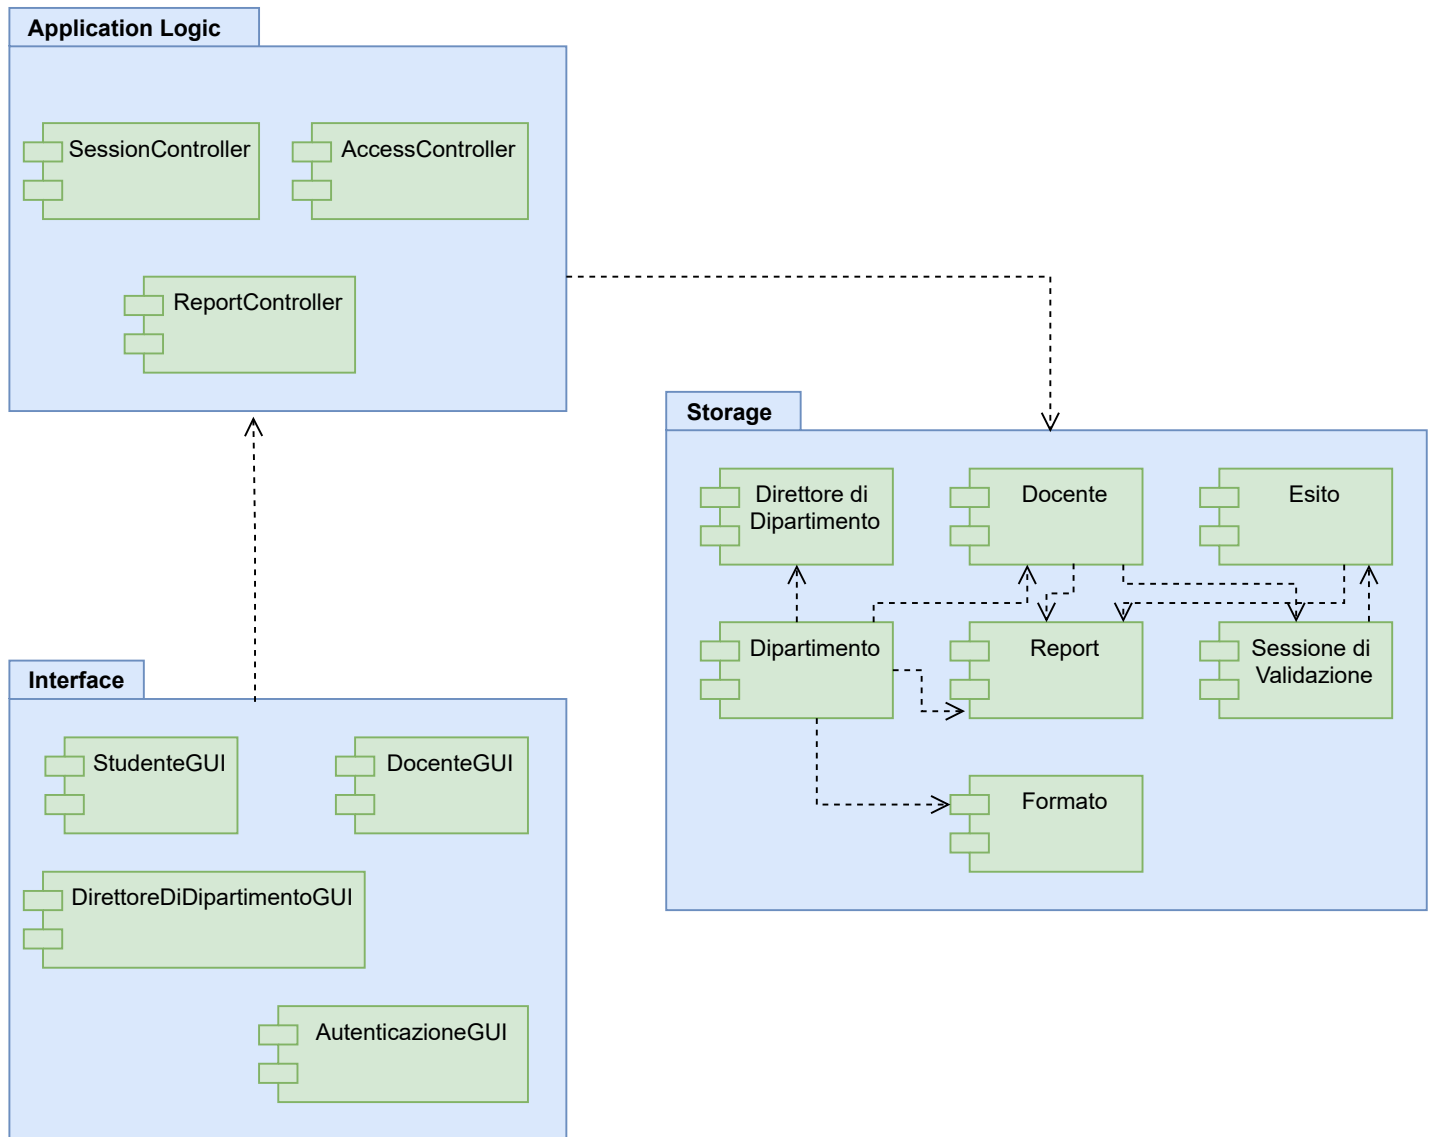 Application Logic
SessionController
AccessController
ReportController
Storage
Direttore di
Dipartimento
Docente
Esito
Dipartimento
Report
Sessione di
Validazione
Formato
Interface
StudenteGUI
DocenteGUI
DirettoreDiDipartimentoGUI
AutenticazioneGUI